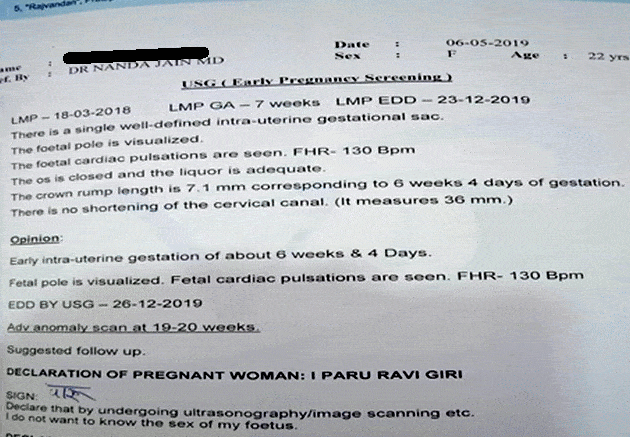 5, "Rajvandan",
Date : 06-05-2019
ame :
Sex : F Age : 22 yrs
ef. By : DR NANDA JAIN MD
USG ( Early Pregnancy Screening )
LMP – 18-03-2018 LMP GA – 7 weeks LMP EDD – 23-12-2019
There is a single well-defined intra-uterine gestational sac.
The foetal pole is visualized.
The foetal cardiac pulsations are seen. FHR- 130 Bpm
The os is closed and the liquor is adequate.
The crown rump length is 7.1 mm corresponding to 6 weeks 4 days of gestation.
There is no shortening of the cervical canal. (It measures 36 mm.)
Opinion:
Early intra-uterine gestation of about 6 weeks & 4 Days.
Fetal pole is visualized. Fetal cardiac pulsations are seen. FHR- 130 Bpm
EDD BY USG – 26-12-2019
Adv anomaly scan at 19-20 weeks.
Suggested follow up.
DECLARATION OF PREGNANT WOMAN: I PARU RAVI GIRI
SIGN:
Declare that by undergoing ultrasonography/image scanning etc.
I do not want to know the sex of my foetus.